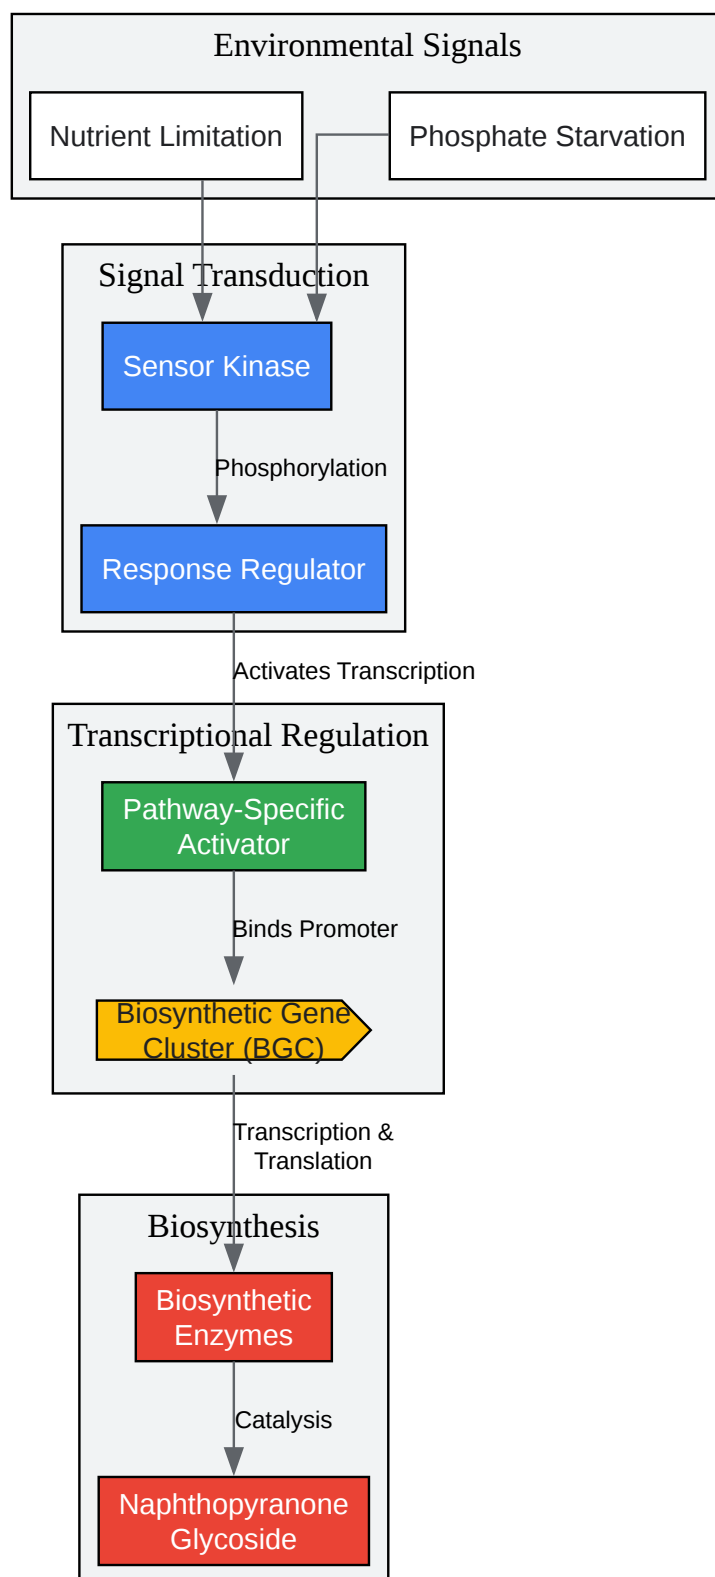 Environmental Signals
Nutrient Limitation
Phosphate Starvation
Signal Transduction
Sensor Kinase
Phosphorylation
Response Regulator
Activates Transcription
Transcriptional Regulation
Pathway-Specific
Activator
Binds Promoter
Biosynthetic Gene
Cluster (BGC)
Transcription &
Translation
Biosynthesis
Biosynthetic
Enzymes
Catalysis
Naphthopyranone
Glycoside